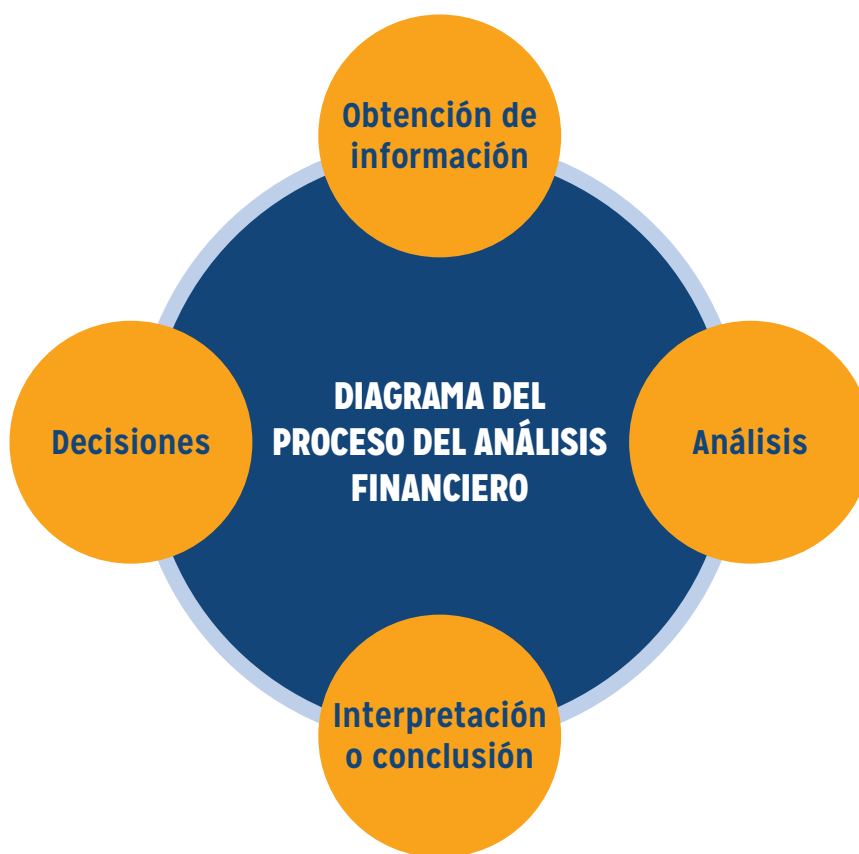 Obtención de
información
DIAGRAMA DEL
PROCESO DEL ANÁLISIS
FINANCIERO
Decisiones
Análisis
Interpretación
o conclusión